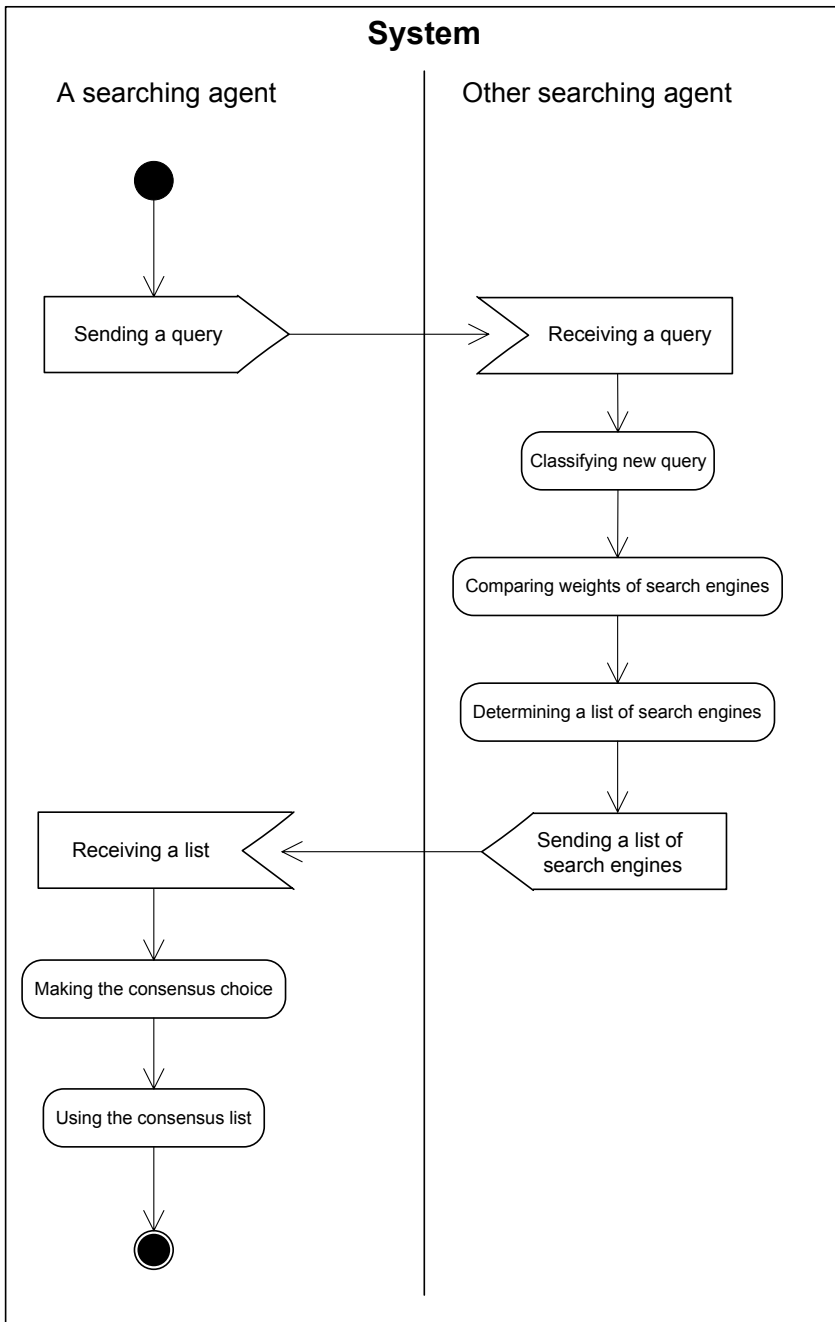 System
A searching agent
Other searching agent
Sending a query
Receiving a query
Classifying new query
Comparing weights of search engines
Determining a list of search engines
Sending a list of
search engines
Receiving a list
Making the consensus choice
Using the consensus list